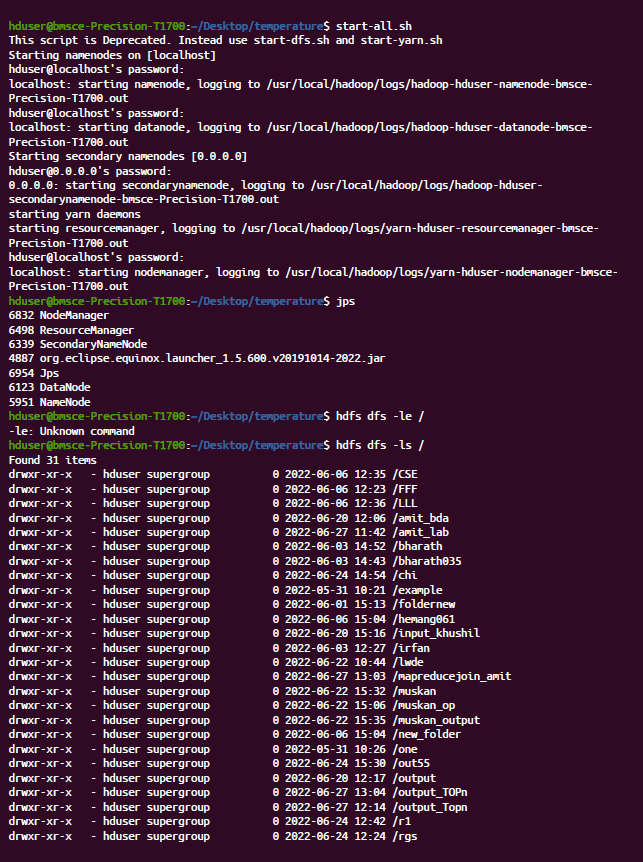 hduser@bmsce-Precision-T1700:~/Desktop/temperature$ start-all.sh
This script is Deprecated. Instead use start-dfs.sh and start-yarn.sh
Starting namenodes on [localhost]
hduser@localhost's password:
localhost: starting namenode, logging to /usr/local/hadoop/logs/hadoop-hduser-namenode-bmsce-
Precision-T1700.out
hduser@localhost's password:
localhost: starting datanode, logging to /usr/local/hadoop/logs/hadoop-hduser-datanode-bmsce-
Precision-T1700.out
Starting secondary namenodes [0.0.0.0]
hduser@0.0.0.0's password:
0.0.0.0: starting secondarynamenode, logging to /usr/local/hadoop/logs/hadoop-hduser-
secondarynamenode-bmsce-Precision-T1700.out
starting yarn daemons
starting resourcemanager, logging to /usr/local/hadoop/logs/yarn-hduser-resourcemanager-bmsce-
Precision-T1700.out
hduser@localhost's password:
localhost: starting nodemanager, logging to /usr/local/hadoop/logs/yarn-hduser-nodemanager-bmsce-
Precision-T1700.out
hduser@bmsce-Precision-T1700:~/Desktop/temperature$ jps
6832 NodeManager
6498 ResourceManager
6339 SecondaryNameNode
4887 org.eclipse.equinox.launcher_1.5.600.v20191014-2022.jar
6954 Jps
6123 DataNode
5951 NameNode
hduser@bmsce-Precision-T1700:~/Desktop/temperature$ hdfs dfs -le /
-le: Unknown command
hduser@bmsce-Precision-T1700:~/Desktop/temperature$ hdfs dfs -ls /
Found 31 items
drwxr-xr-x   - hduser supergroup          0 2022-06-06 12:35 /CSE
drwxr-xr-x   - hduser supergroup          0 2022-06-06 12:23 /FFF
drwxr-xr-x   - hduser supergroup          0 2022-06-06 12:36 /LLL
drwxr-xr-x   - hduser supergroup          0 2022-06-20 12:06 /amit_bda
drwxr-xr-x   - hduser supergroup          0 2022-06-27 11:42 /amit_lab
drwxr-xr-x   - hduser supergroup          0 2022-06-03 14:52 /bharath
drwxr-xr-x   - hduser supergroup          0 2022-06-03 14:43 /bharath035
drwxr-xr-x   - hduser supergroup          0 2022-06-24 14:54 /chi
drwxr-xr-x   - hduser supergroup          0 2022-05-31 10:21 /example
drwxr-xr-x   - hduser supergroup          0 2022-06-01 15:13 /foldernew
drwxr-xr-x   - hduser supergroup          0 2022-06-06 15:04 /hemang061
drwxr-xr-x   - hduser supergroup          0 2022-06-20 15:16 /input_khushil
drwxr-xr-x   - hduser supergroup          0 2022-06-03 12:27 /irfan
drwxr-xr-x   - hduser supergroup          0 2022-06-22 10:44 /lwde
drwxr-xr-x   - hduser supergroup          0 2022-06-27 13:03 /mapreducejoin_amit
drwxr-xr-x   - hduser supergroup          0 2022-06-22 15:32 /muskan
drwxr-xr-x   - hduser supergroup          0 2022-06-22 15:06 /muskan_op
drwxr-xr-x   - hduser supergroup          0 2022-06-22 15:35 /muskan_output
drwxr-xr-x   - hduser supergroup          0 2022-06-06 15:04 /new_folder
drwxr-xr-x   - hduser supergroup          0 2022-05-31 10:26 /one
drwxr-xr-x   - hduser supergroup          0 2022-06-24 15:30 /out55
drwxr-xr-x   - hduser supergroup          0 2022-06-20 12:17 /output
drwxr-xr-x   - hduser supergroup          0 2022-06-27 13:04 /output_TOPn
drwxr-xr-x   - hduser supergroup          0 2022-06-27 12:14 /output_Topn
drwxr-xr-x   - hduser supergroup          0 2022-06-24 12:42 /r1
drwxr-xr-x   - hduser supergroup          0 2022-06-24 12:24 /rgs